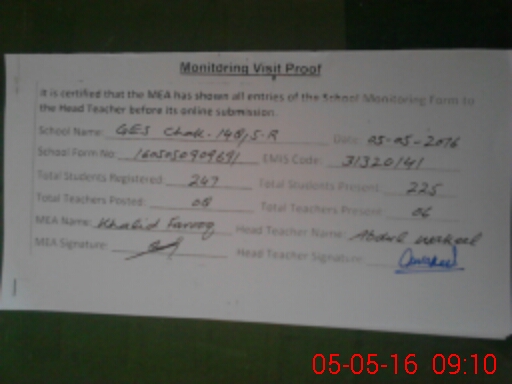 Monitoring Visit Proof
It is certified that the MEA has shown all entries of the School Monitoring Form to
the Head Teacher before its online submission.
School Name: GES Chak. 148/5-R Date: 05-05-2016
School Form No: EMIS Code: 31320141
Total Students Registered: 247 Total Students Present: 225
Total Teachers Posted: 08 Total Teachers Present: 06
MEA Name: Khalid Farooq Head Teacher Name: Abdul
MEA Signature: Head Teacher Signature:
05-05-16 09:10